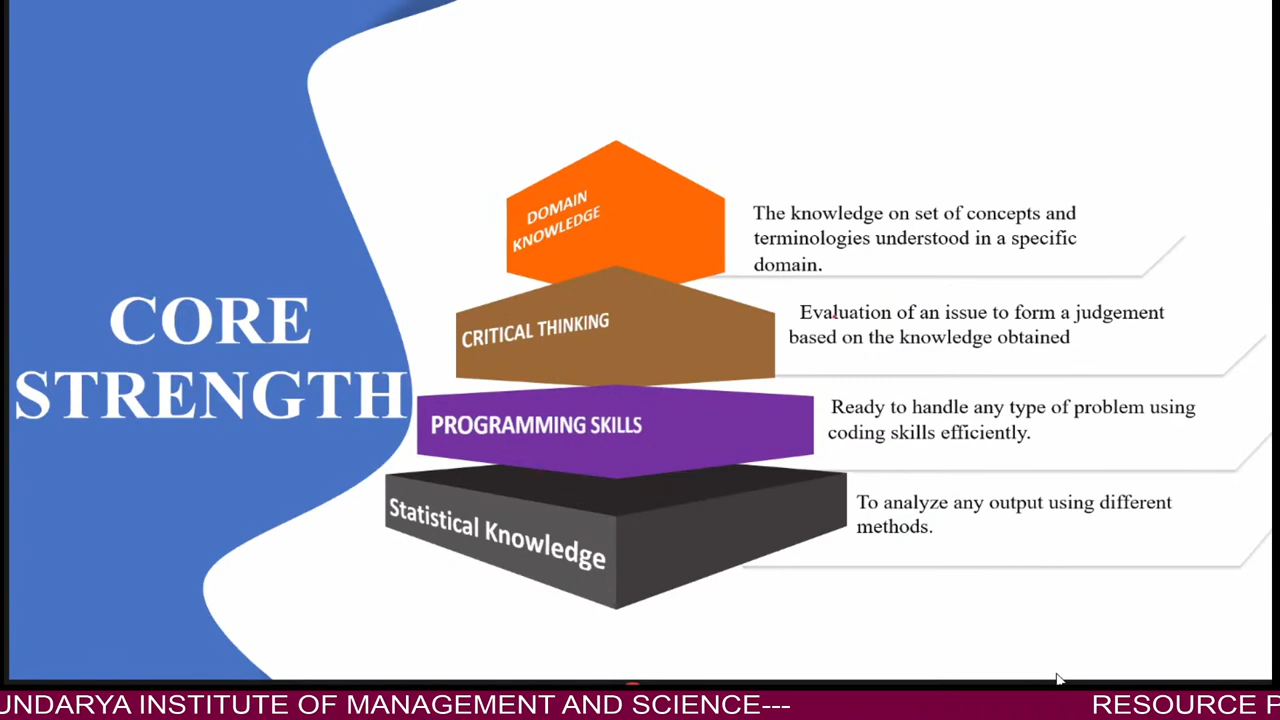 CORE
STRENGTH
DOMAIN
KNOWLEDGE
The knowledge on set of concepts and
terminologies understood in a specific
domain.
CRITICAL THINKING
Evaluation of an issue to form a judgement
based on the knowledge obtained
PROGRAMMING SKILLS
Ready to handle any type of problem using
coding skills efficiently.
Statistical Knowledge
To analyze any output using different
methods.
UNDARYA INSTITUTE OF MANAGEMENT AND SCIENCE--- RESOURCE